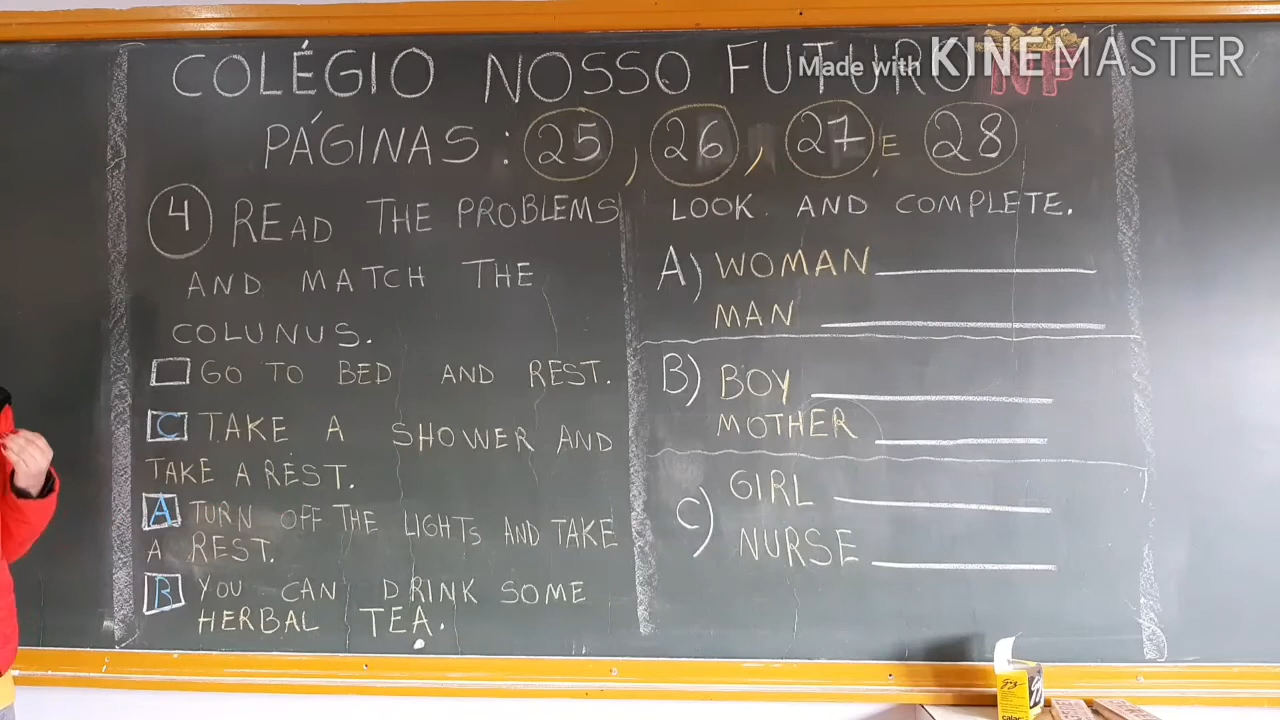 COLÉGIO NOSSO FUTURO NF
Made with KINEMASTER
PÁGINAS: 25, 26, 27, E 28
4 READ THE PROBLEMS
AND MATCH THE
COLUNUS.
GO TO BED AND REST.
C TAKE A SHOWER AND
TAKE A REST.
A TURN OFF THE LIGHTS AND TAKE
A REST.
B YOU CAN DRINK SOME
HERBAL TEA.
LOOK AND COMPLETE.
A) WOMAN
MAN
B) BOY
MOTHER
C) GIRL
NURSE